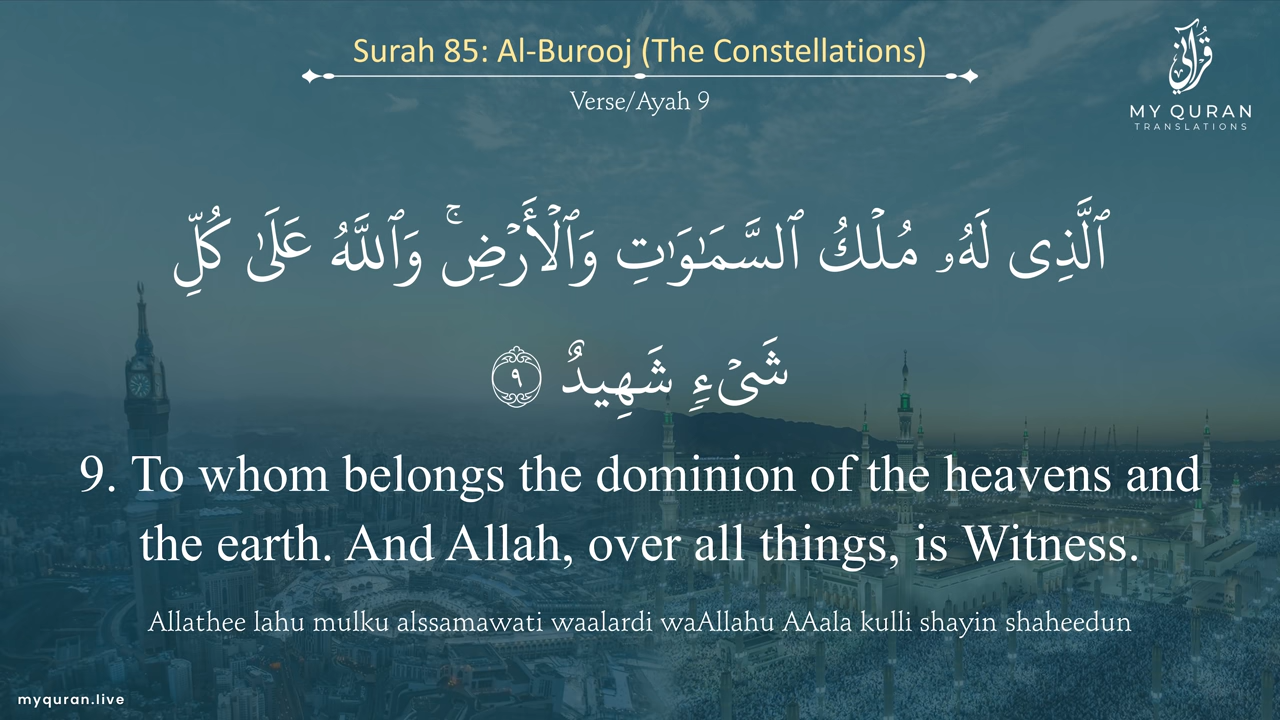 Surah 85: Al-Burooj (The Constellations)
Verse/Ayah 9
قرآني
MY QURAN
TRANSLATIONS
ٱلَّذِى لَهُۥ مُلْكُ ٱلسَّمَـٰوَٰتِ وَٱلْأَرْضِ ۚ وَٱللَّهُ عَلَىٰ كُلِّ
شَىْءٍ شَهِيدٌ ٩
9. To whom belongs the dominion of the heavens and
the earth. And Allah, over all things, is Witness.
Allathee lahu mulku alssamawati waalardi waAllahu AAala kulli shayin shaheedun
myquran.live